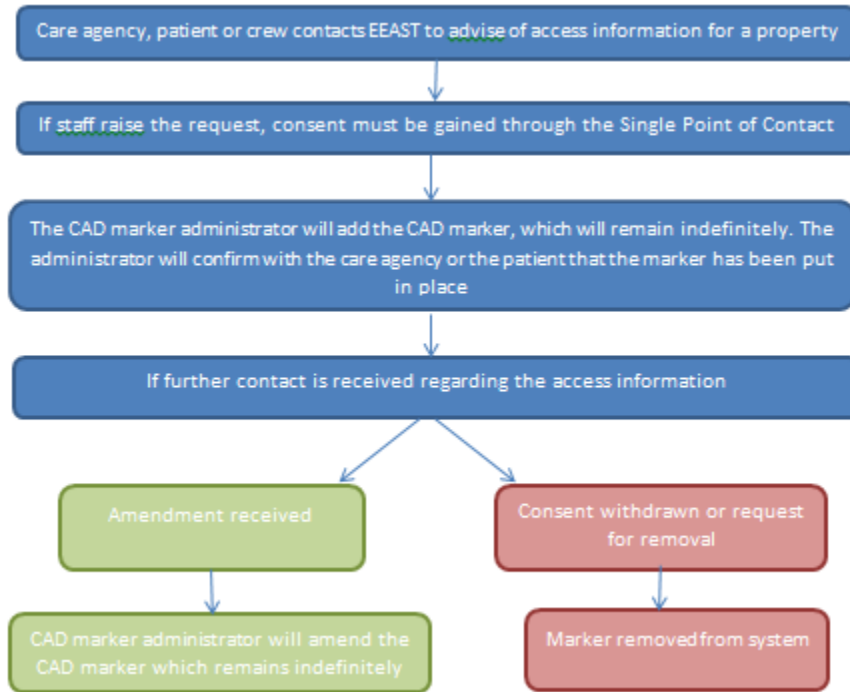 Care agency, patient or crew contacts EEAST to advise of access information for a property
If staff raise the request, consent must be gained through the Single Point of Contact
The CAD marker administrator will add the CAD marker, which will remain indefinitely. The
administrator will confirm with the care agency or the patient that the marker has been put
in place
If further contact is received regarding the access information
Amendment received
Consent withdrawn or request
for removal
CAD marker administrator will amend the
CAD marker which remains indefinitely
Marker removed from system